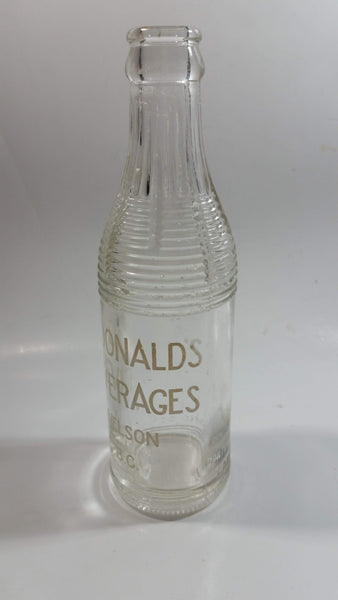 ONALDS
ERAGES
ELSON
B.C.